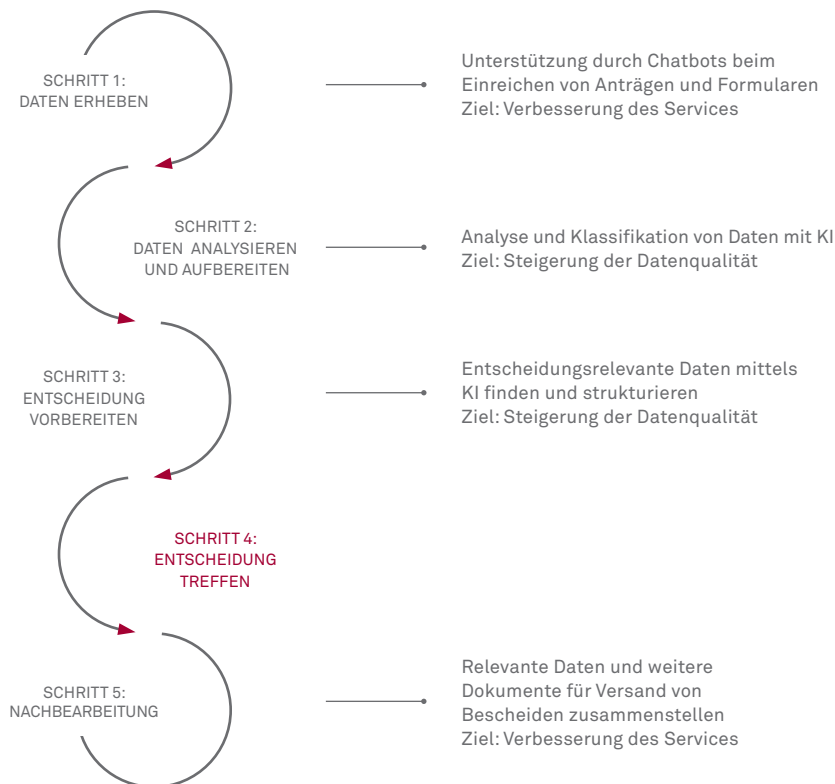 SCHRITT 1:
DATEN ERHEBEN
Unterstützung durch Chatbots beim
Einreichen von Anträgen und Formularen
Ziel: Verbesserung des Services
SCHRITT 2:
DATEN ANALYSIEREN
UND AUFBEREITEN
Analyse und Klassifikation von Daten mit KI
Ziel: Steigerung der Datenqualität
SCHRITT 3:
ENTSCHEIDUNG
VORBEREITEN
Entscheidungsrelevante Daten mittels
KI finden und strukturieren
Ziel: Steigerung der Datenqualität
SCHRITT 4:
ENTSCHEIDUNG
TREFFEN
SCHRITT 5:
NACHBEARBEITUNG
Relevante Daten und weitere
Dokumente für Versand von
Bescheiden zusammenstellen
Ziel: Verbesserung des Services